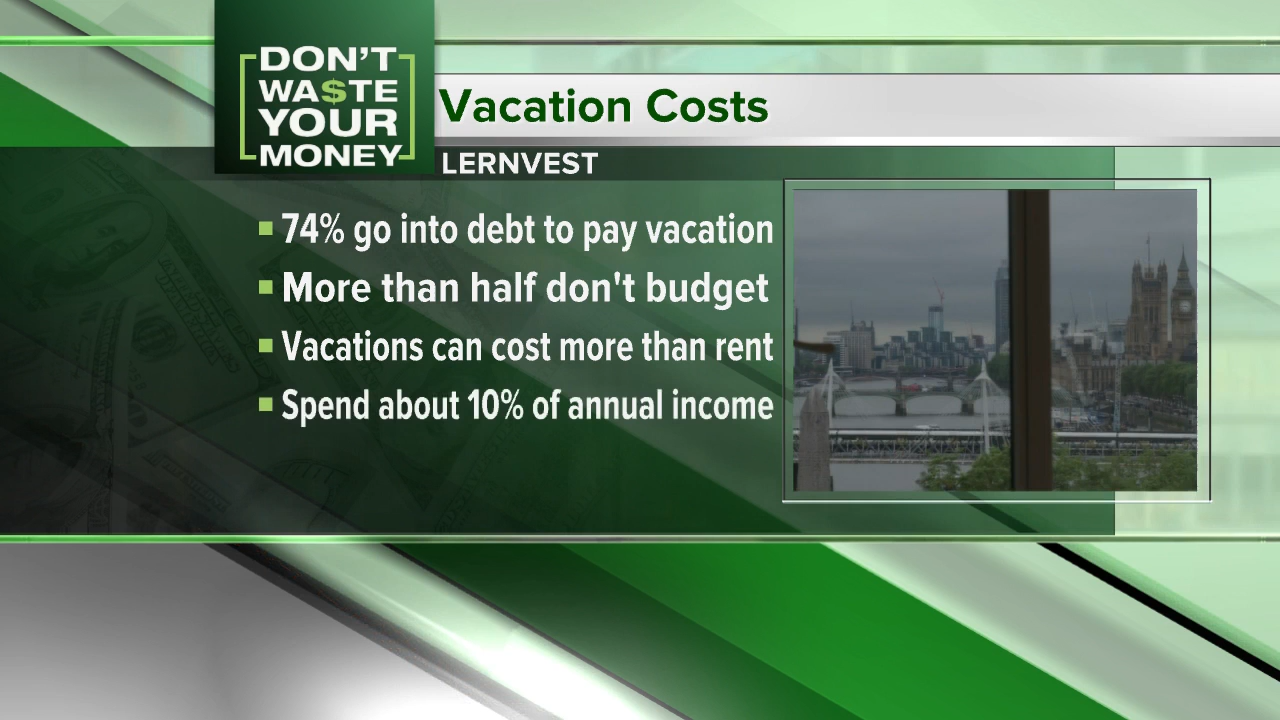 DON'T
WA$TE
YOUR
MONEY
Vacation Costs
LERNVEST
74% go into debt to pay vacation
More than half don't budget
Vacations can cost more than rent
Spend about 10% of annual income